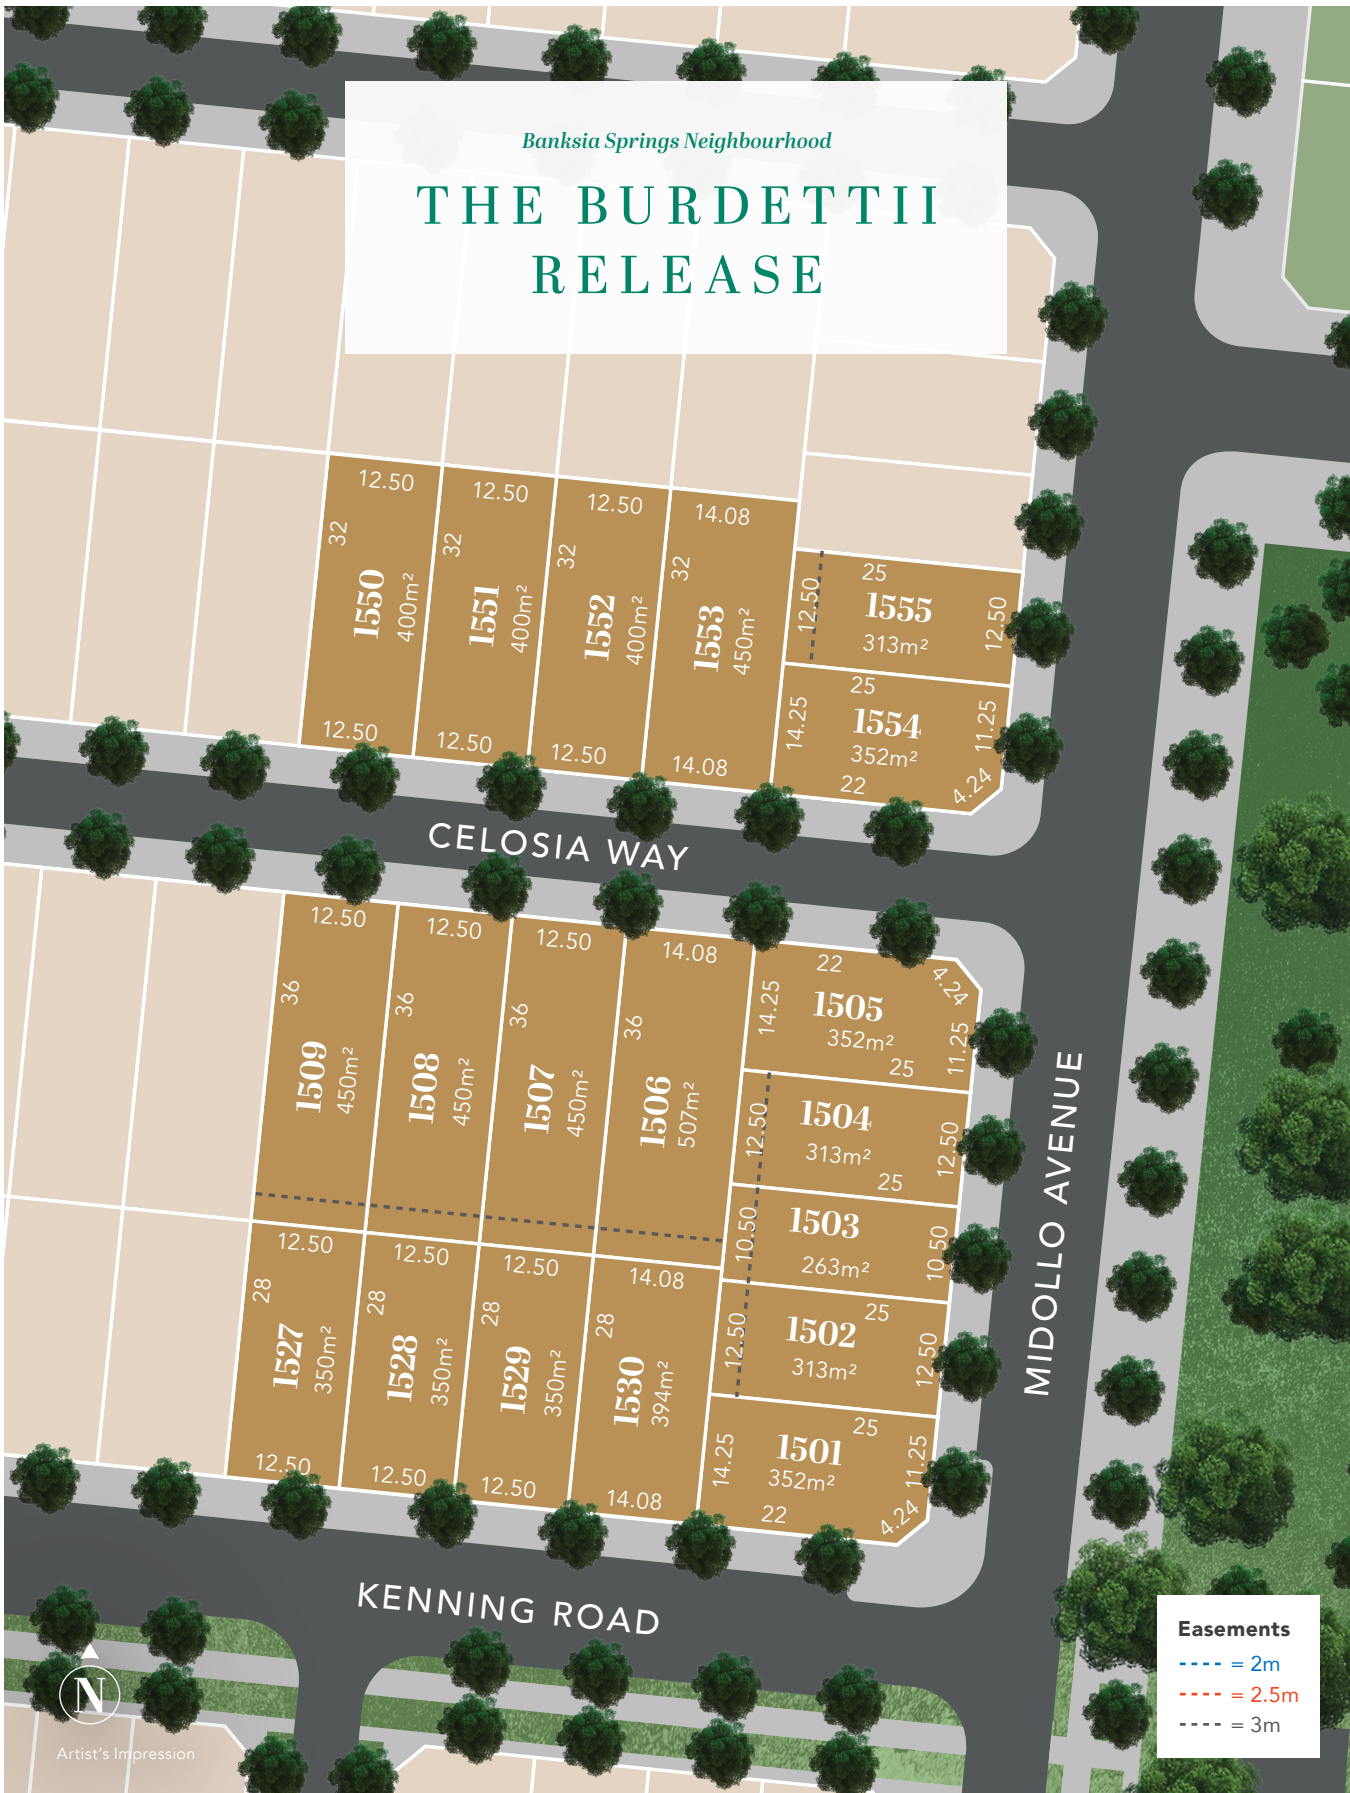 Banksia Springs Neighbourhood
THE BURDETTII
RELEASE
12.50
32
1550
400m²
12.50
12.50
32
1551
400m²
12.50
12.50
32
1552
400m²
12.50
14.08
32
1553
450m²
14.08
25
12.50
1555
313m²
12.50
25
14.25
1554
352m²
11.25
22
4.24
CELOSIA WAY
12.50
36
1509
450m²
12.50
36
1508
450m²
12.50
36
1507
450m²
14.08
36
1506
507m²
22
4.24
14.25
1505
352m²
11.25
25
12.50
1504
313m²
12.50
25
10.50
1503
263m²
10.50
25
12.50
1502
313m²
12.50
25
14.25
1501
352m²
11.25
22
4.24
12.50
28
1527
350m²
12.50
12.50
28
1528
350m²
12.50
12.50
28
1529
350m²
12.50
14.08
28
1530
394m²
14.08
MIDOLLO AVENUE
KENNING ROAD
N
Artist's Impression
Easements
= 2m
= 2.5m
= 3m